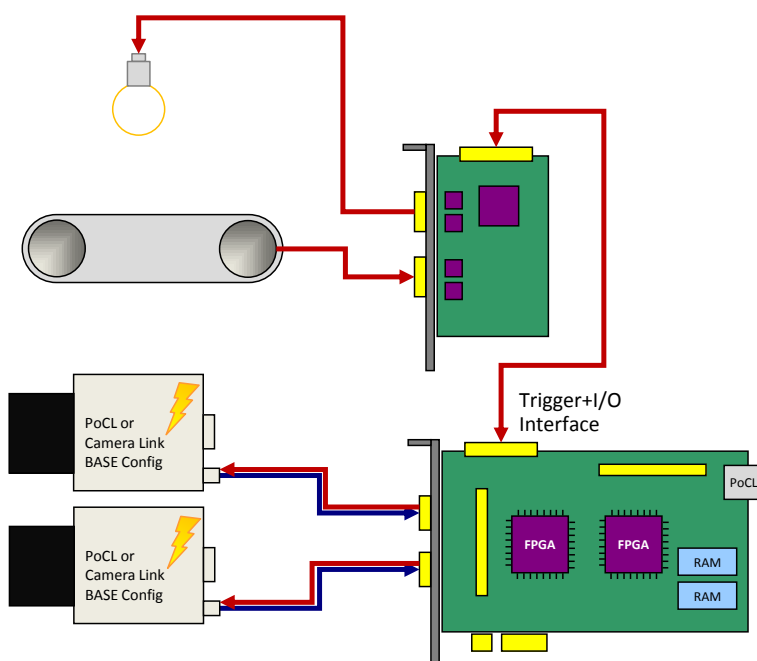 Trigger+I/O
Interface
PoCL or
Camera Link
BASE Config
PoCL
FPGA
FPGA
RAM
RAM
PoCL or
Camera Link
BASE Config